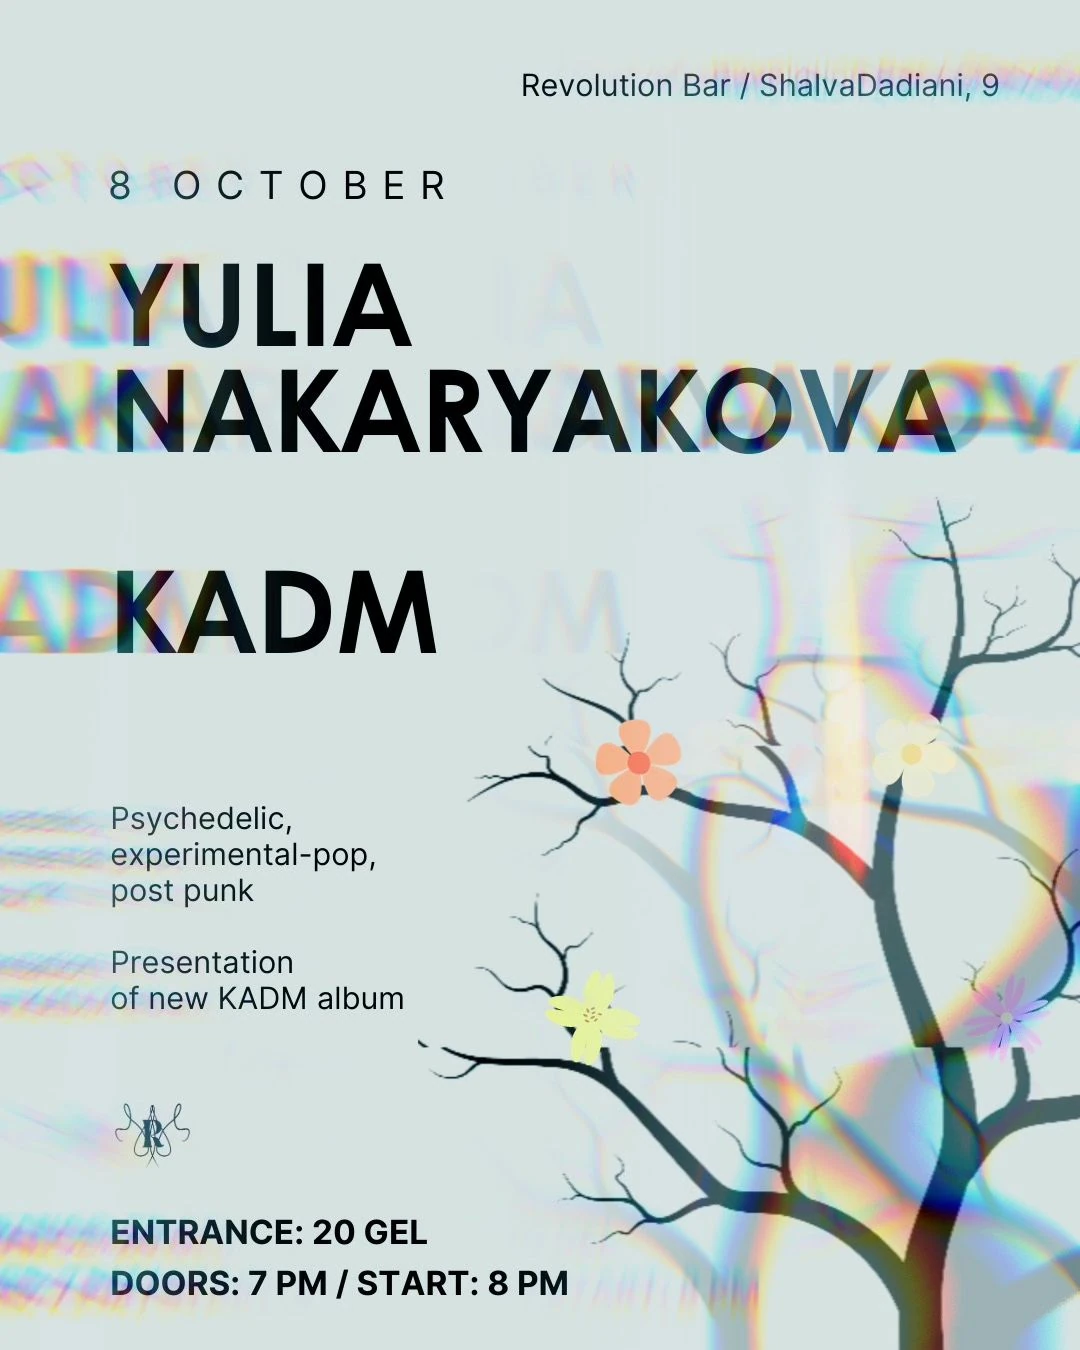 Revolution Bar / ShalvaDadiani, 9
8 OCTOBER
YULIA
NAKARYAKOVA
KADM
Psychedelic,
experimental-pop,
post punk
Presentation
of new KADM album
R
ENTRANCE: 20 GEL
DOORS: 7 PM / START: 8 PM